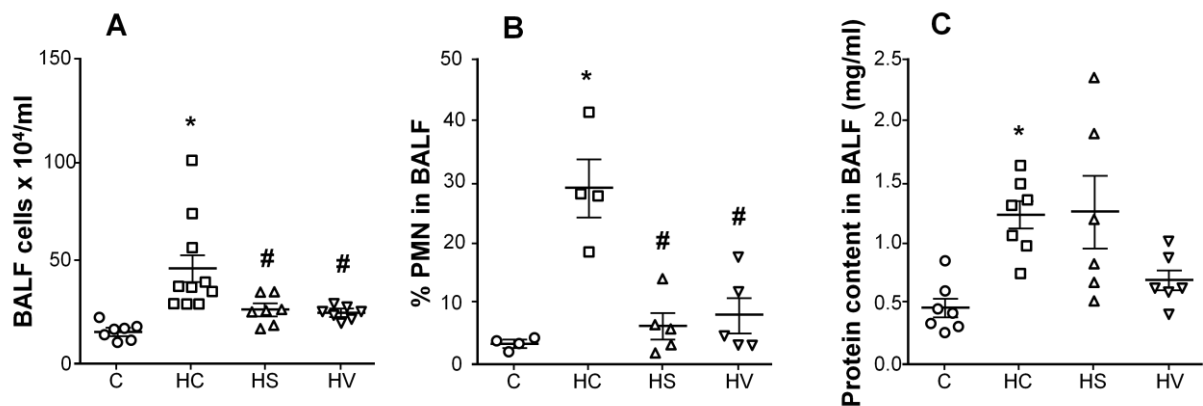 A
BALF cells x 10⁴/ml
150
100
50
0
*
#
#
C HC HS HV
B
% PMN in BALF
50
40
30
20
10
0
*
#
#
C HC HS HV
C
Protein content in BALF (mg/ml)
2.5
2.0
1.5
1.0
0.5
0.0
*
C HC HS HV